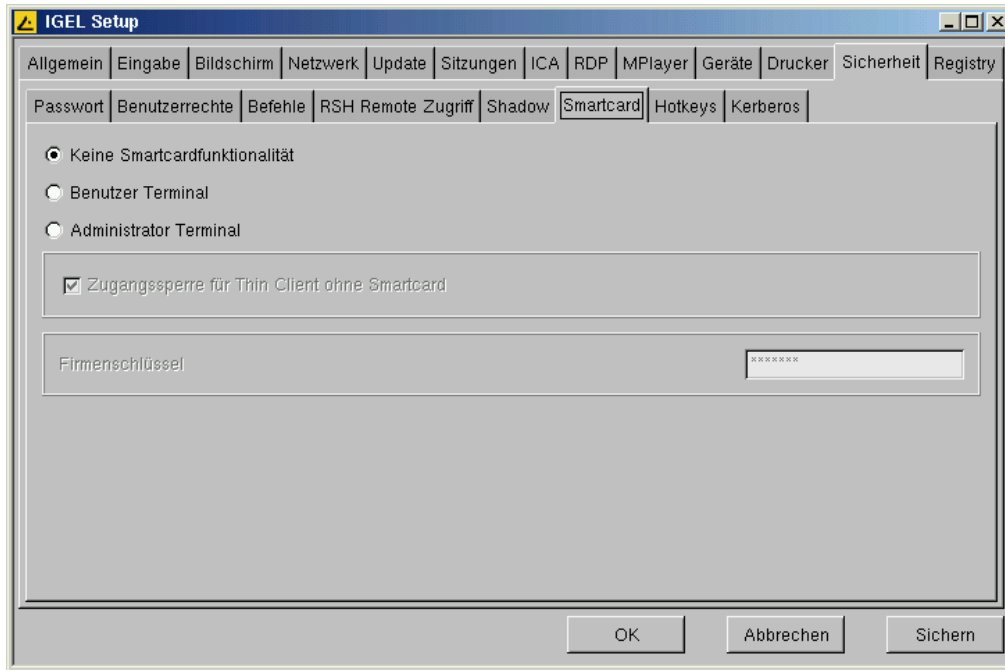 IGEL Setup
Allgemein Eingabe Bildschirm Netzwerk Update Sitzungen ICA RDP MPlayer Geräte Drucker Sicherheit Registry
Passwort Benutzerrechte Befehle RSH Remote Zugriff Shadow Smartcard Hotkeys Kerberos
Keine Smartcardfunktionalität
Benutzer Terminal
Administrator Terminal
Zugangssperre für Thin Client ohne Smartcard
Firmenschlüssel *******
OK Abbrechen Sichern